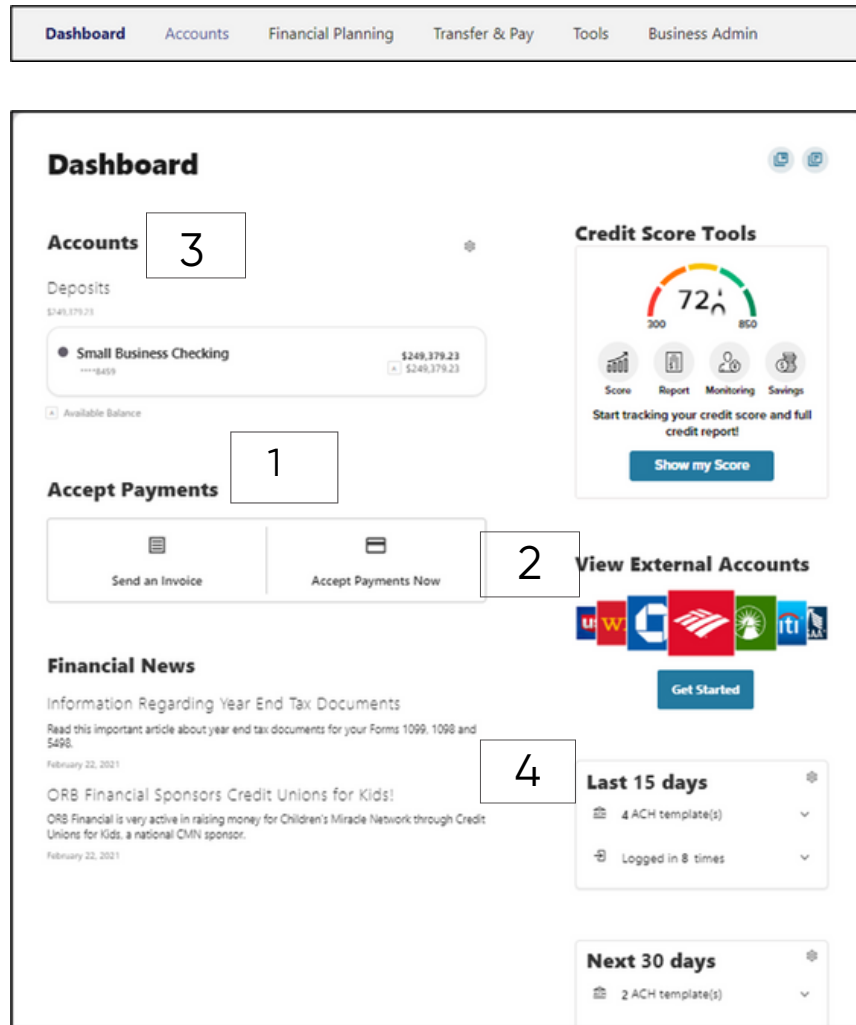 Dashboard Accounts Financial Planning Transfer & Pay Tools Business Admin
Dashboard
Accounts
3
Deposits
$249,379.23
Small Business Checking
$249,379.23
****8459
A $249,379.23
A Available Balance
1
Accept Payments
Send an Invoice
Accept Payments Now
Financial News
Information Regarding Year End Tax Documents
Read this important article about year end tax documents for your Forms 1099, 1098 and
5498.
February 22, 2021
ORB Financial Sponsors Credit Unions for Kids!
ORB Financial is very active in raising money for Children's Miracle Network through Credit
Unions for Kids, a national CMN sponsor.
February 22, 2021
Credit Score Tools
300 850
Score Report Monitoring Savings
Start tracking your credit score and full
credit report!
Show my Score
2
View External Accounts
citi
Get Started
4
Last 15 days
4 ACH template(s)
Logged in 8 times
Next 30 days
2 ACH template(s)